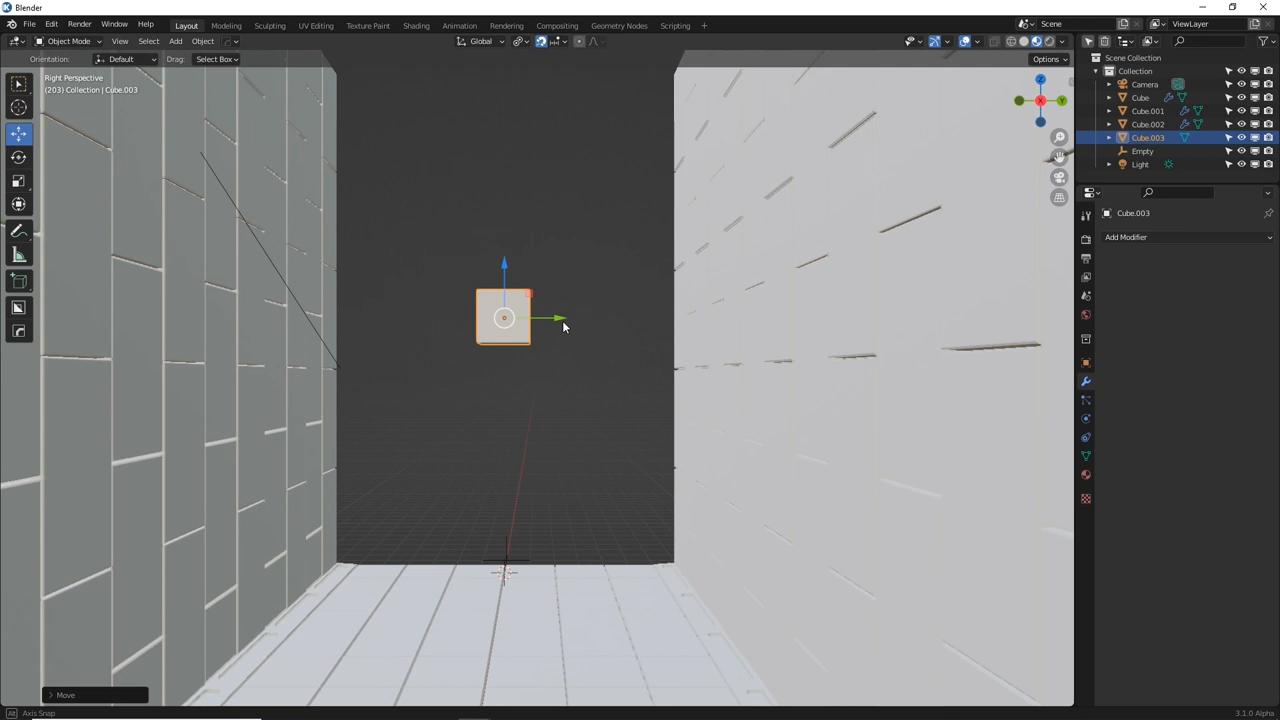 Blender
File Edit Render Window Help
Layout Modeling Sculpting UV Editing Texture Paint Shading Animation Rendering Compositing Geometry Nodes Scripting +
Scene
ViewLayer
Object Mode View Select Add Object
Global
Orientation: Default Drag: Select Box
Options
Right Perspective
(203) Collection | Cube.003
Z
X
Y
Scene Collection
Collection
Camera
Cube
Cube.001
Cube.002
Cube.003
Empty
Light
Cube.003
Add Modifier
Move
Alt Axis Snap
3.1.0 Alpha